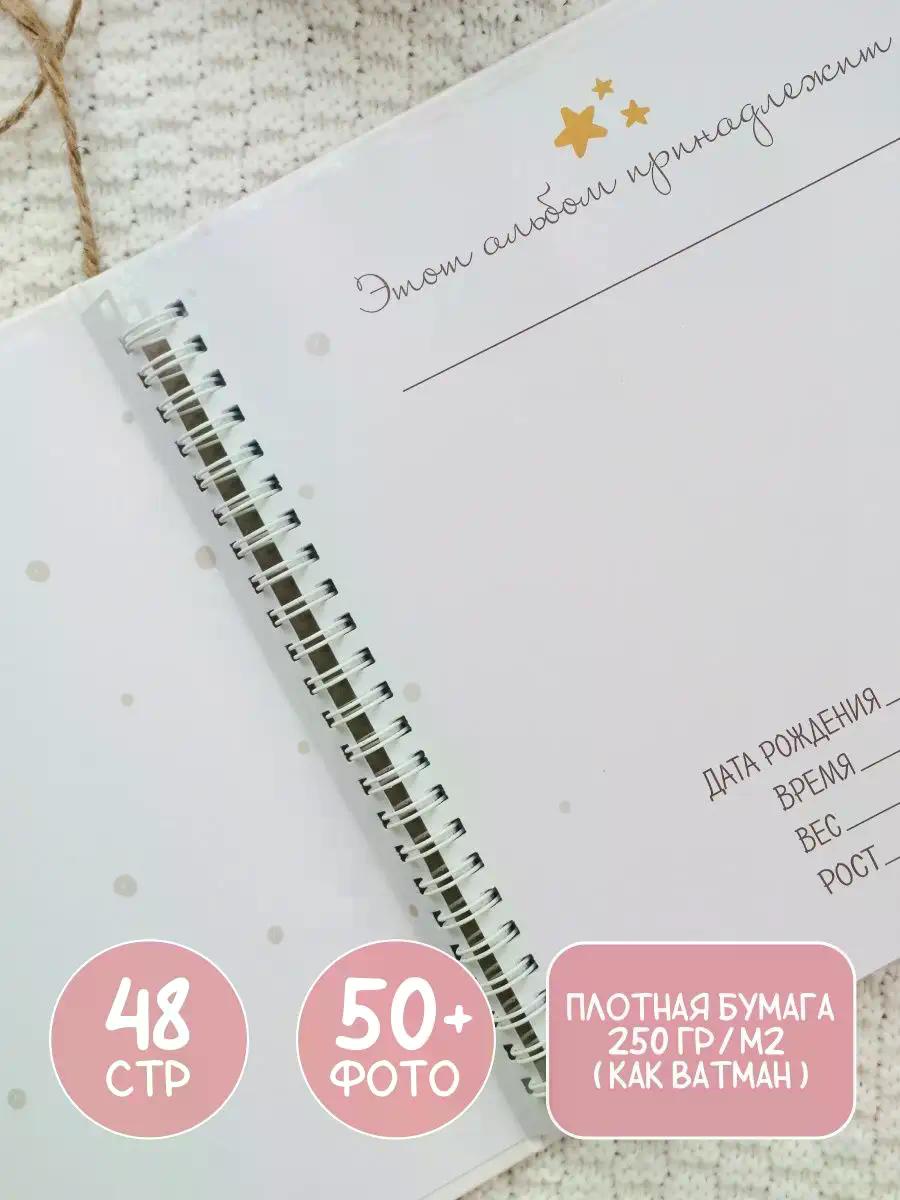 Этот альбом принадлежит
ДАТА РОЖДЕНИЯ
ВРЕМЯ
ВЕС
РОСТ
48
СТР
50+
ФОТО
ПЛОТНАЯ БУМАГА
250 ГР/М2
(КАК ВАТМАН)